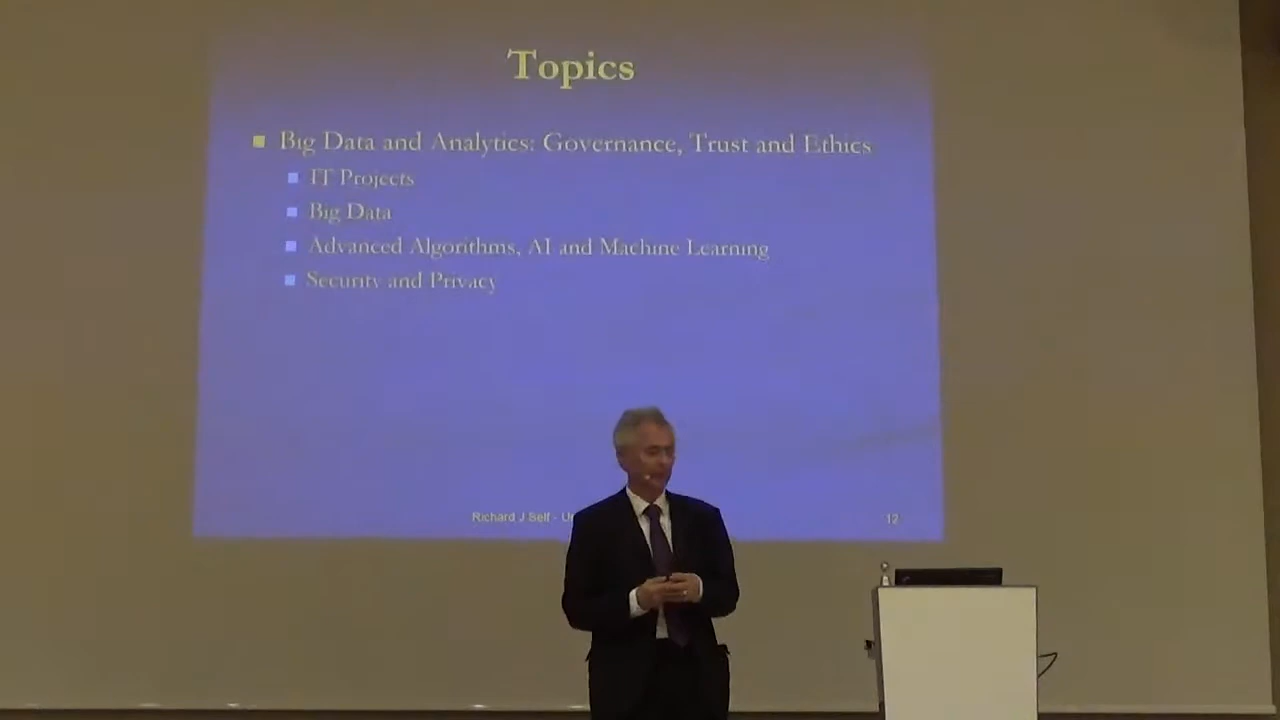 Topics
Big Data and Analytics: Governance, Trust and Ethics
IT Projects
Big Data
Advanced Algorithms, AI and Machine Learning
Security and Privacy
Richard J Self -
12